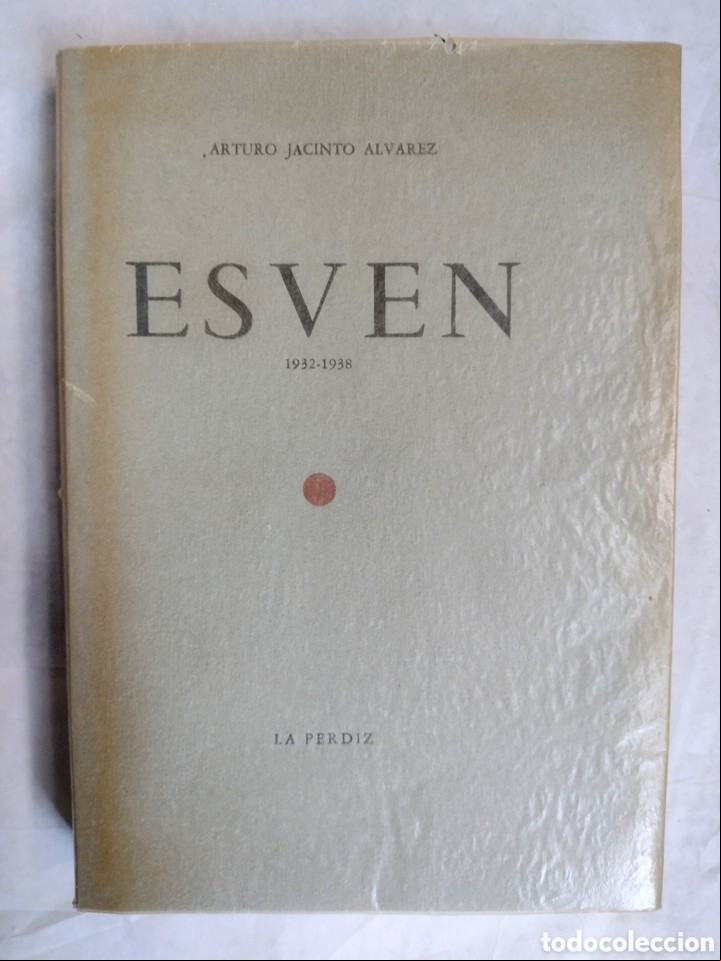 ARTURO JACINTO ALVAREZ
ESVEN
1932-1938
LA PERDIZ
todocoleccion